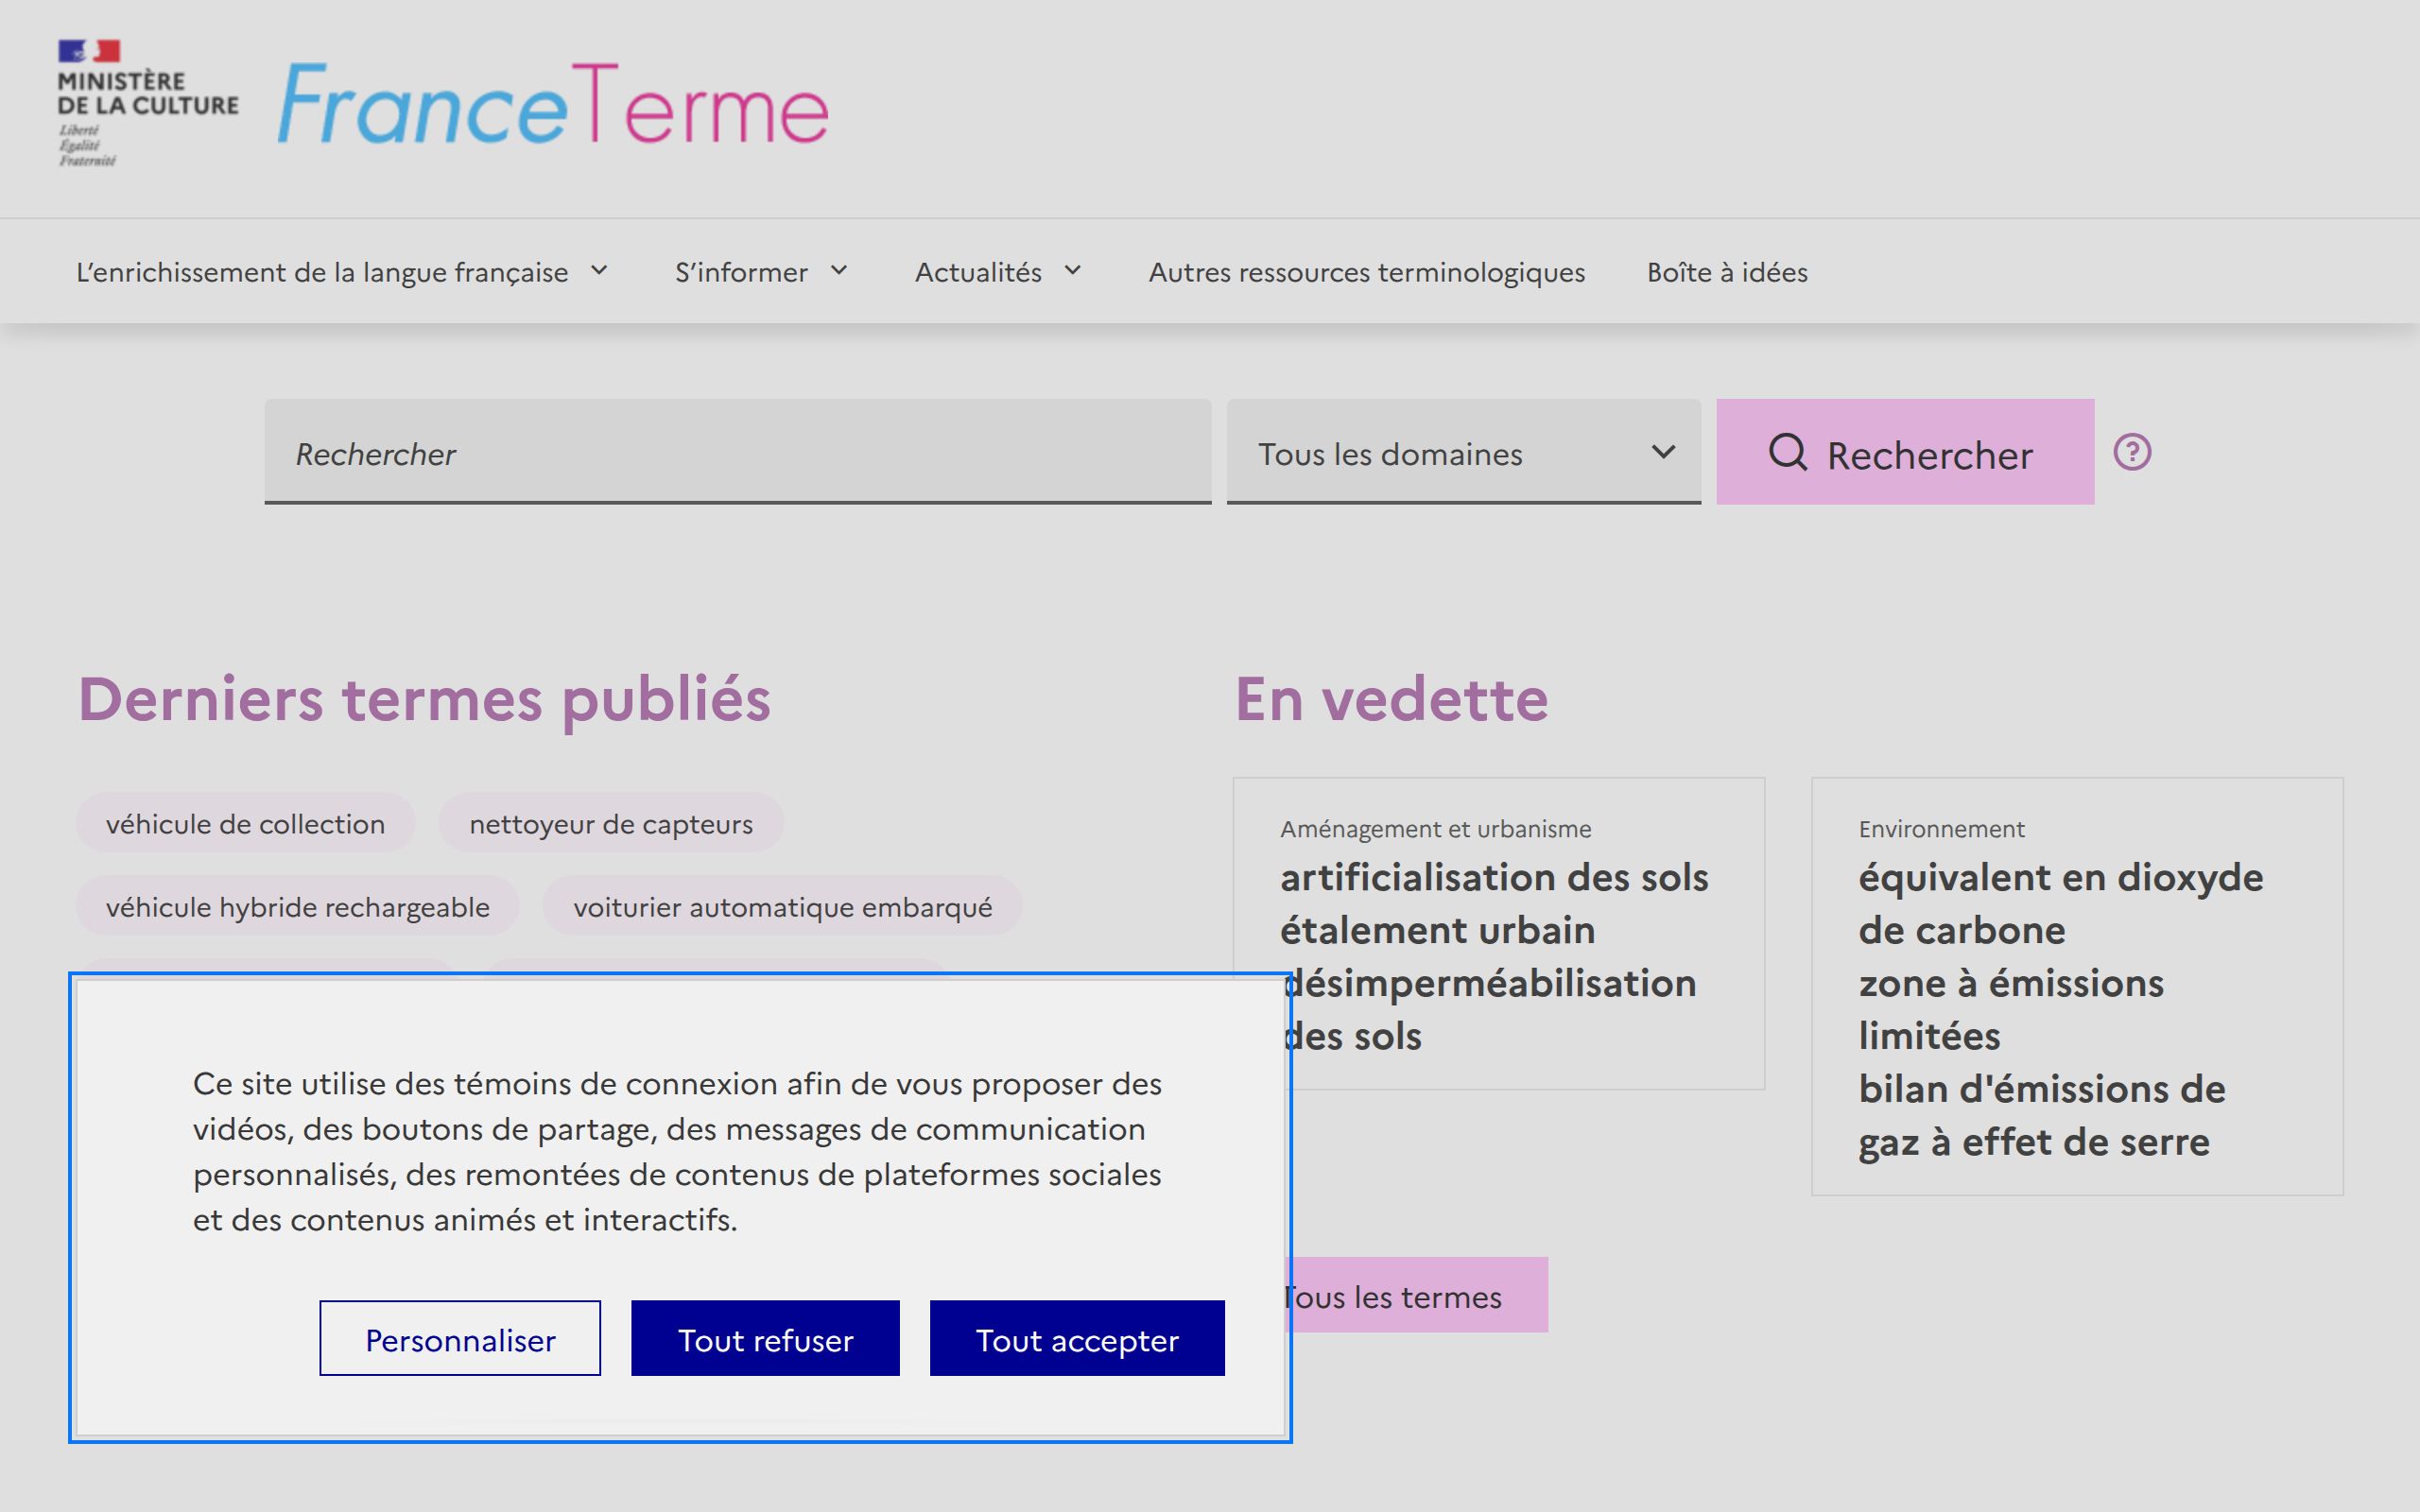 MINISTÈRE
DE LA CULTURE
Liberté
Égalité
Fraternité
FranceTerme
L’enrichissement de la langue française
S’informer
Actualités
Autres ressources terminologiques
Boîte à idées
Rechercher
Tous les domaines
Rechercher
?
Derniers termes publiés
véhicule de collection
nettoyeur de capteurs
véhicule hybride rechargeable
voiturier automatique embarqué
En vedette
Aménagement et urbanisme
artificialisation des sols
étalement urbain
désimperméabilisation
des sols
Environnement
équivalent en dioxyde
de carbone
zone à émissions
limitées
bilan d'émissions de
gaz à effet de serre
Tous les termes
Ce site utilise des témoins de connexion afin de vous proposer des
vidéos, des boutons de partage, des messages de communication
personnalisés, des remontées de contenus de plateformes sociales
et des contenus animés et interactifs.
Personnaliser
Tout refuser
Tout accepter